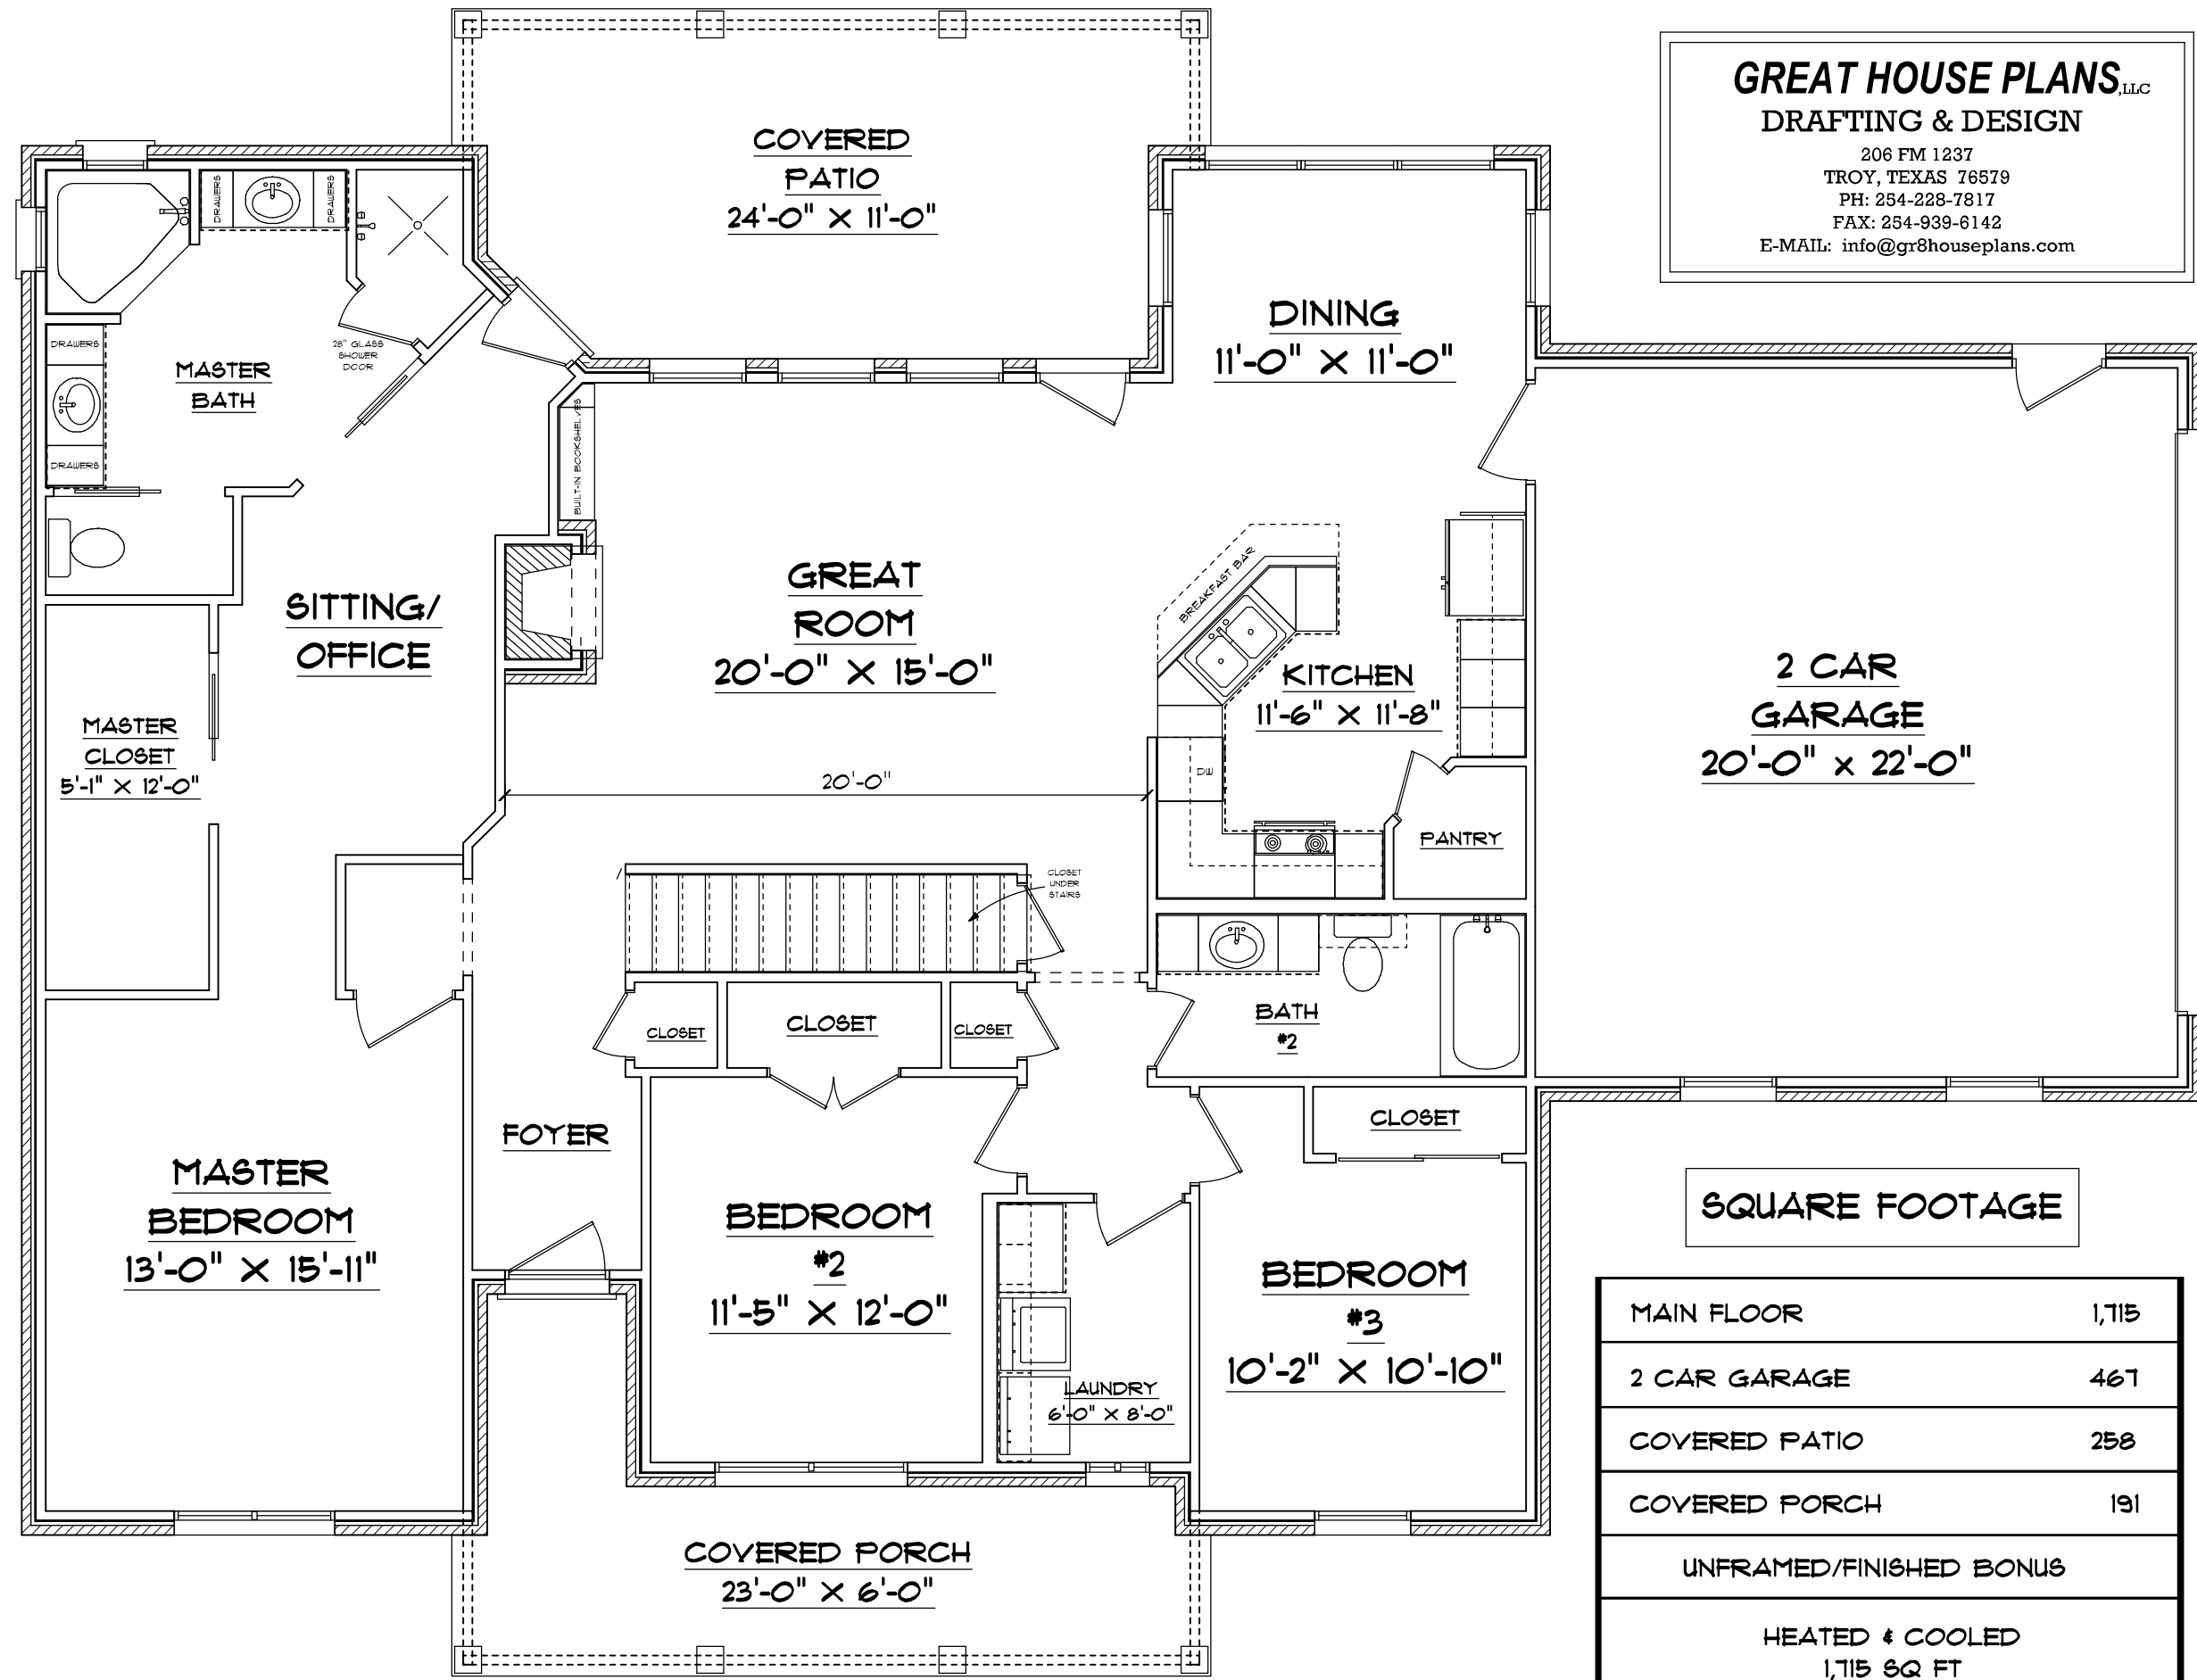 GREAT HOUSE PLANS,LLC
DRAFTING & DESIGN
206 FM 1237
TROY, TEXAS 76579
PH: 254-228-7817
FAX: 254-939-6142
E-MAIL: info@gr8houseplans.com
COVERED
PATIO
24'-0" X 11'-0"
DRAWERS
DRAWERS
DRAWERS
DRAWERS
28" GLASS
SHOWER
DOOR
MASTER
BATH
DINING
11'-0" X 11'-0"
BUILT-IN BOOKSHELVES
SITTING/
OFFICE
GREAT
ROOM
20'-0" X 15'-0"
BREAKFAST BAR
KITCHEN
11'-6" X 11'-8"
DW
2 CAR
GARAGE
20'-0" x 22'-0"
MASTER
CLOSET
5'-1" X 12'-0"
20'-0"
PANTRY
CLOSET
UNDER
STAIRS
CLOSET
CLOSET
CLOSET
BATH
#2
FOYER
CLOSET
MASTER
BEDROOM
13'-0" X 15'-11"
BEDROOM
#2
11'-5" X 12'-0"
LAUNDRY
6'-0" X 8'-0"
BEDROOM
#3
10'-2" X 10'-10"
COVERED PORCH
23'-0" X 6'-0"
SQUARE FOOTAGE
MAIN FLOOR 1,715
2 CAR GARAGE 467
COVERED PATIO 258
COVERED PORCH 191
UNFRAMED/FINISHED BONUS
HEATED & COOLED
1,715 SQ FT